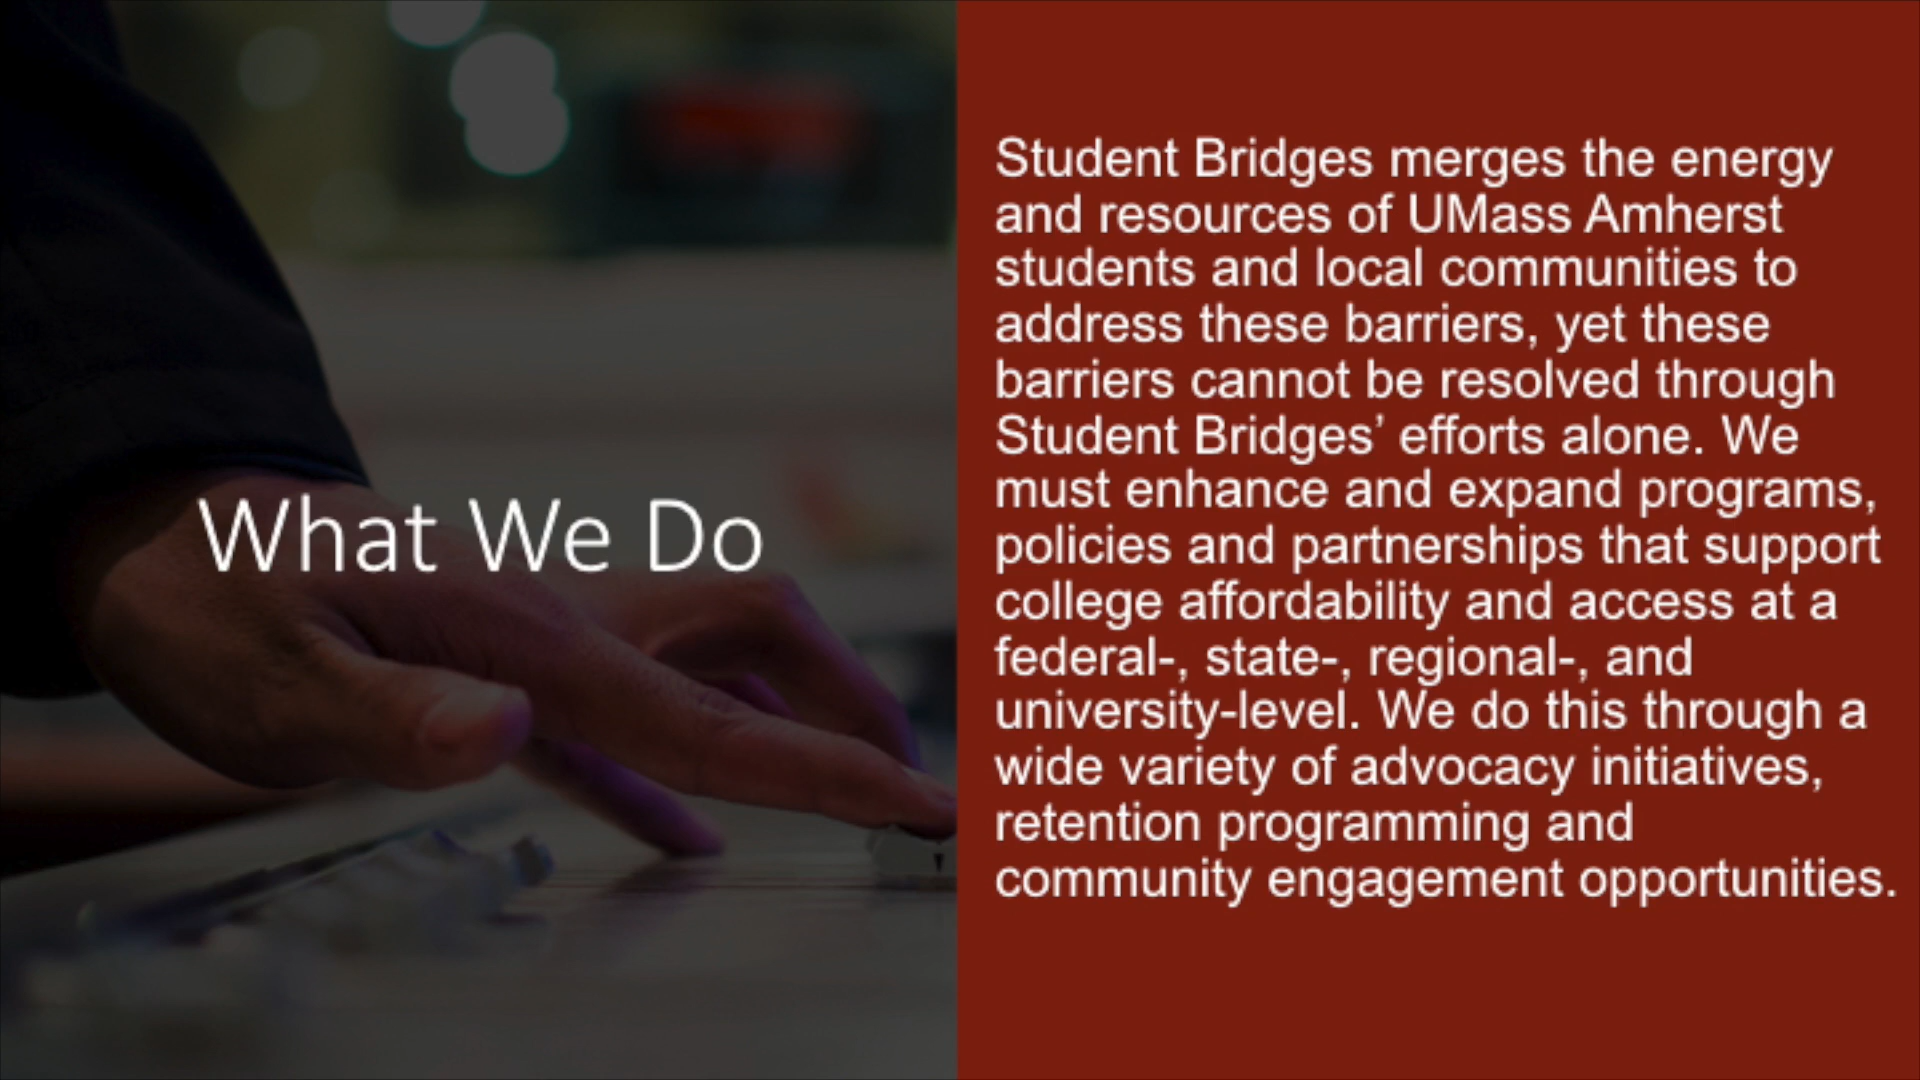 What We Do
Student Bridges merges the energy
and resources of UMass Amherst
students and local communities to
address these barriers, yet these
barriers cannot be resolved through
Student Bridges’ efforts alone. We
must enhance and expand programs,
policies and partnerships that support
college affordability and access at a
federal-, state-, regional-, and
university-level. We do this through a
wide variety of advocacy initiatives,
retention programming and
community engagement opportunities.